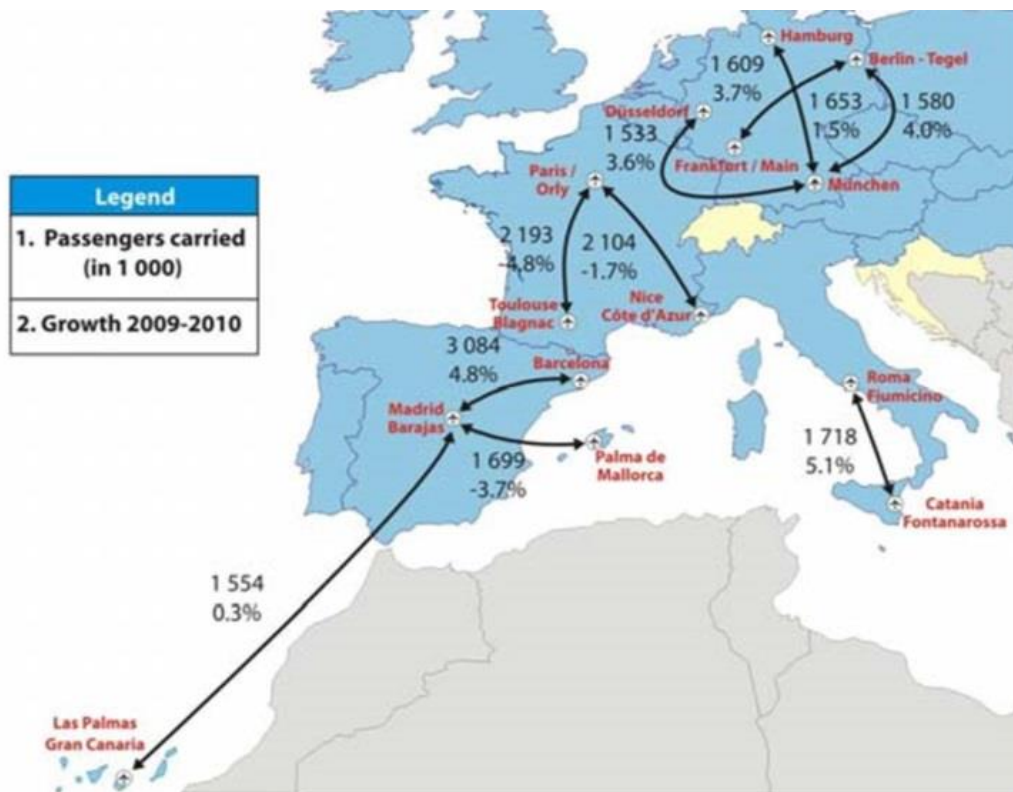 Hamburg
Berlin - Tegel
1 609
3.7%
Düsseldorf
1 653
1.5%
1 580
4.0%
1 533
3.6%
Frankfort / Main
München
Paris /
Orly
Legend
1. Passengers carried
(in 1 000)
2. Growth 2009-2010
2 193
-4,8%
2 104
-1.7%
Toulouse
Blagnac
Nice
Côte d'Azur
3 084
4.8%
Barcelona
Madrid
Barajas
Roma
Fiumicino
1 699
-3.7%
Palma de
Mallorca
1 718
5.1%
Catania
Fontanarossa
1 554
0.3%
Las Palmas
Gran Canaria